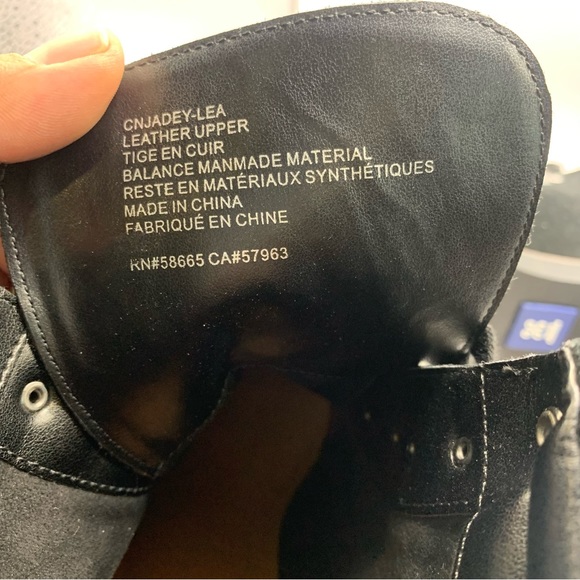 CNJADEY-LEA
LEATHER UPPER
TIGE EN CUIR
BALANCE MANMADE MATERIAL
RESTE EN MATÉRIAUX SYNTHÉTIQUES
MADE IN CHINA
FABRIQUÉ EN CHINE
RN#58665 CA#57963